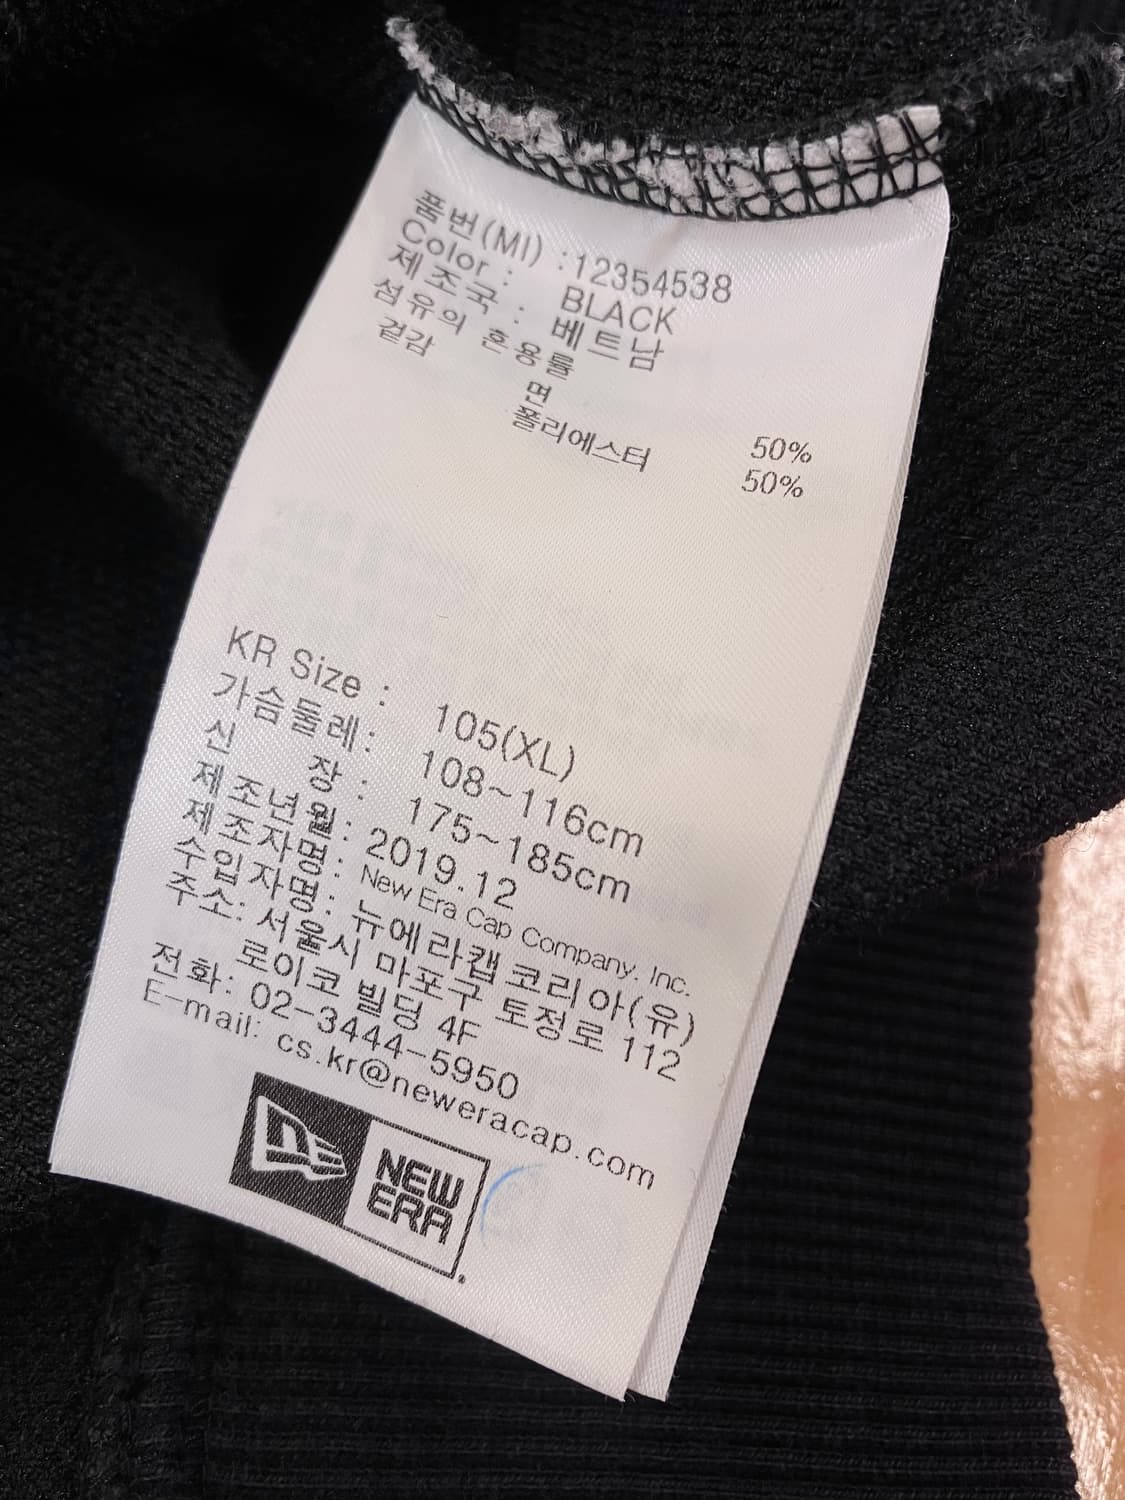 품번(MI) :12354538
Color : BLACK
제조국 : 베트남
섬유의 혼용률
겉감
면 50%
폴리에스터 50%
KR Size : 105(XL)
가슴둘레: 108~116cm
신 장 : 175~185cm
제조년월: 2019.12
제조자명: New Era Cap Company. Inc.
수입자명: 뉴에라캡 코리아(유)
주소: 서울시 마포구 토정로 112
로이코 빌딩 4F
전화: 02-3444-5950
E-mail: cs.kr@neweracap.com
NEW
ERA